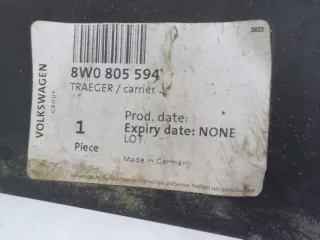 3822
VOLKSWAGEN
GROUP
8W0 805 594
TRAEGER / carrier
1
Piece
Prod. date:
Expiry date: NONE
LOT:
Made in Germany